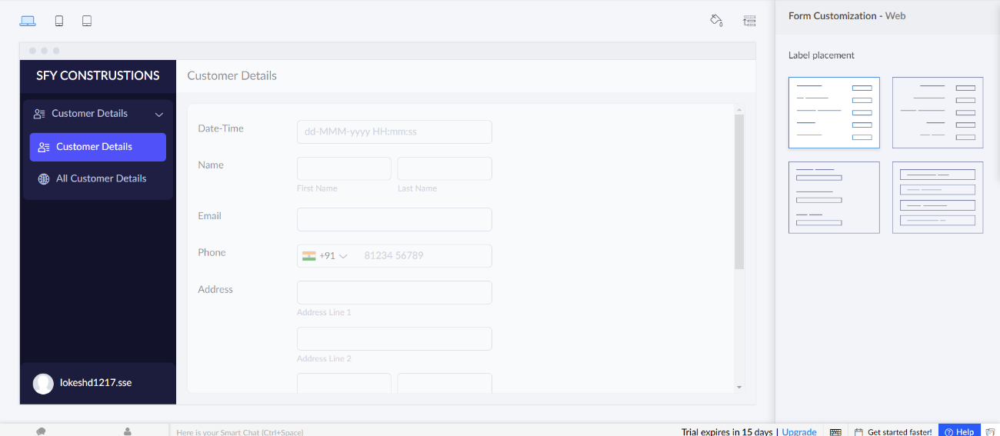 Form Customization - Web
Label placement
SFY CONSTRUSTIONS
Customer Details
Customer Details
All Customer Details
lokeshd1217.sse
Customer Details
Date-Time
dd-MMM-yyyy HH:mm:ss
Name
First Name
Last Name
Email
Phone
+91
81234 56789
Address
Address Line 1
Address Line 2
Here is your Smart Chat (Ctrl+Space)
Trial expires in 15 days | Upgrade
Get started faster!
Help